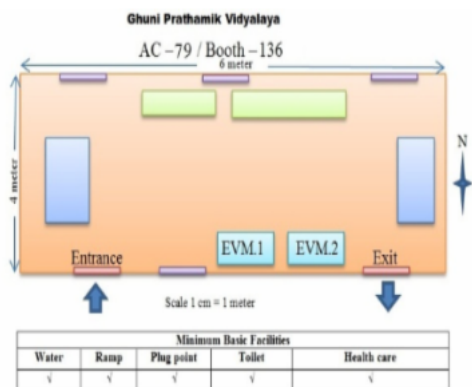 Ghuni Prathamik Vidyalaya
AC –79 / Booth –136
6 meter
4 meter
N
EVM.1 EVM.2
Entrance Exit
Scale 1 cm = 1 meter
Minimum Basic Facilities
Water Ramp Plug point Toilet Health care
√ √ √ √ √